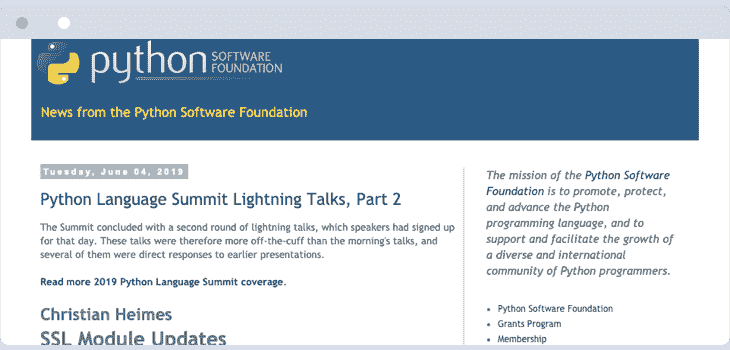 python SOFTWARE
FOUNDATION
News from the Python Software Foundation
Tuesday, June 04, 2019
Python Language Summit Lightning Talks, Part 2
The Summit concluded with a second round of lightning talks, which speakers had signed up
for that day. These talks were therefore more off-the-cuff than the morning's talks, and
several of them were direct responses to earlier presentations.
Read more 2019 Python Language Summit coverage.
Christian Heimes
SSL Module Updates
The mission of the Python Software
Foundation is to promote, protect,
and advance the Python
programming language, and to
support and facilitate the growth of
a diverse and international
community of Python programmers.
• Python Software Foundation
• Grants Program
• Membership